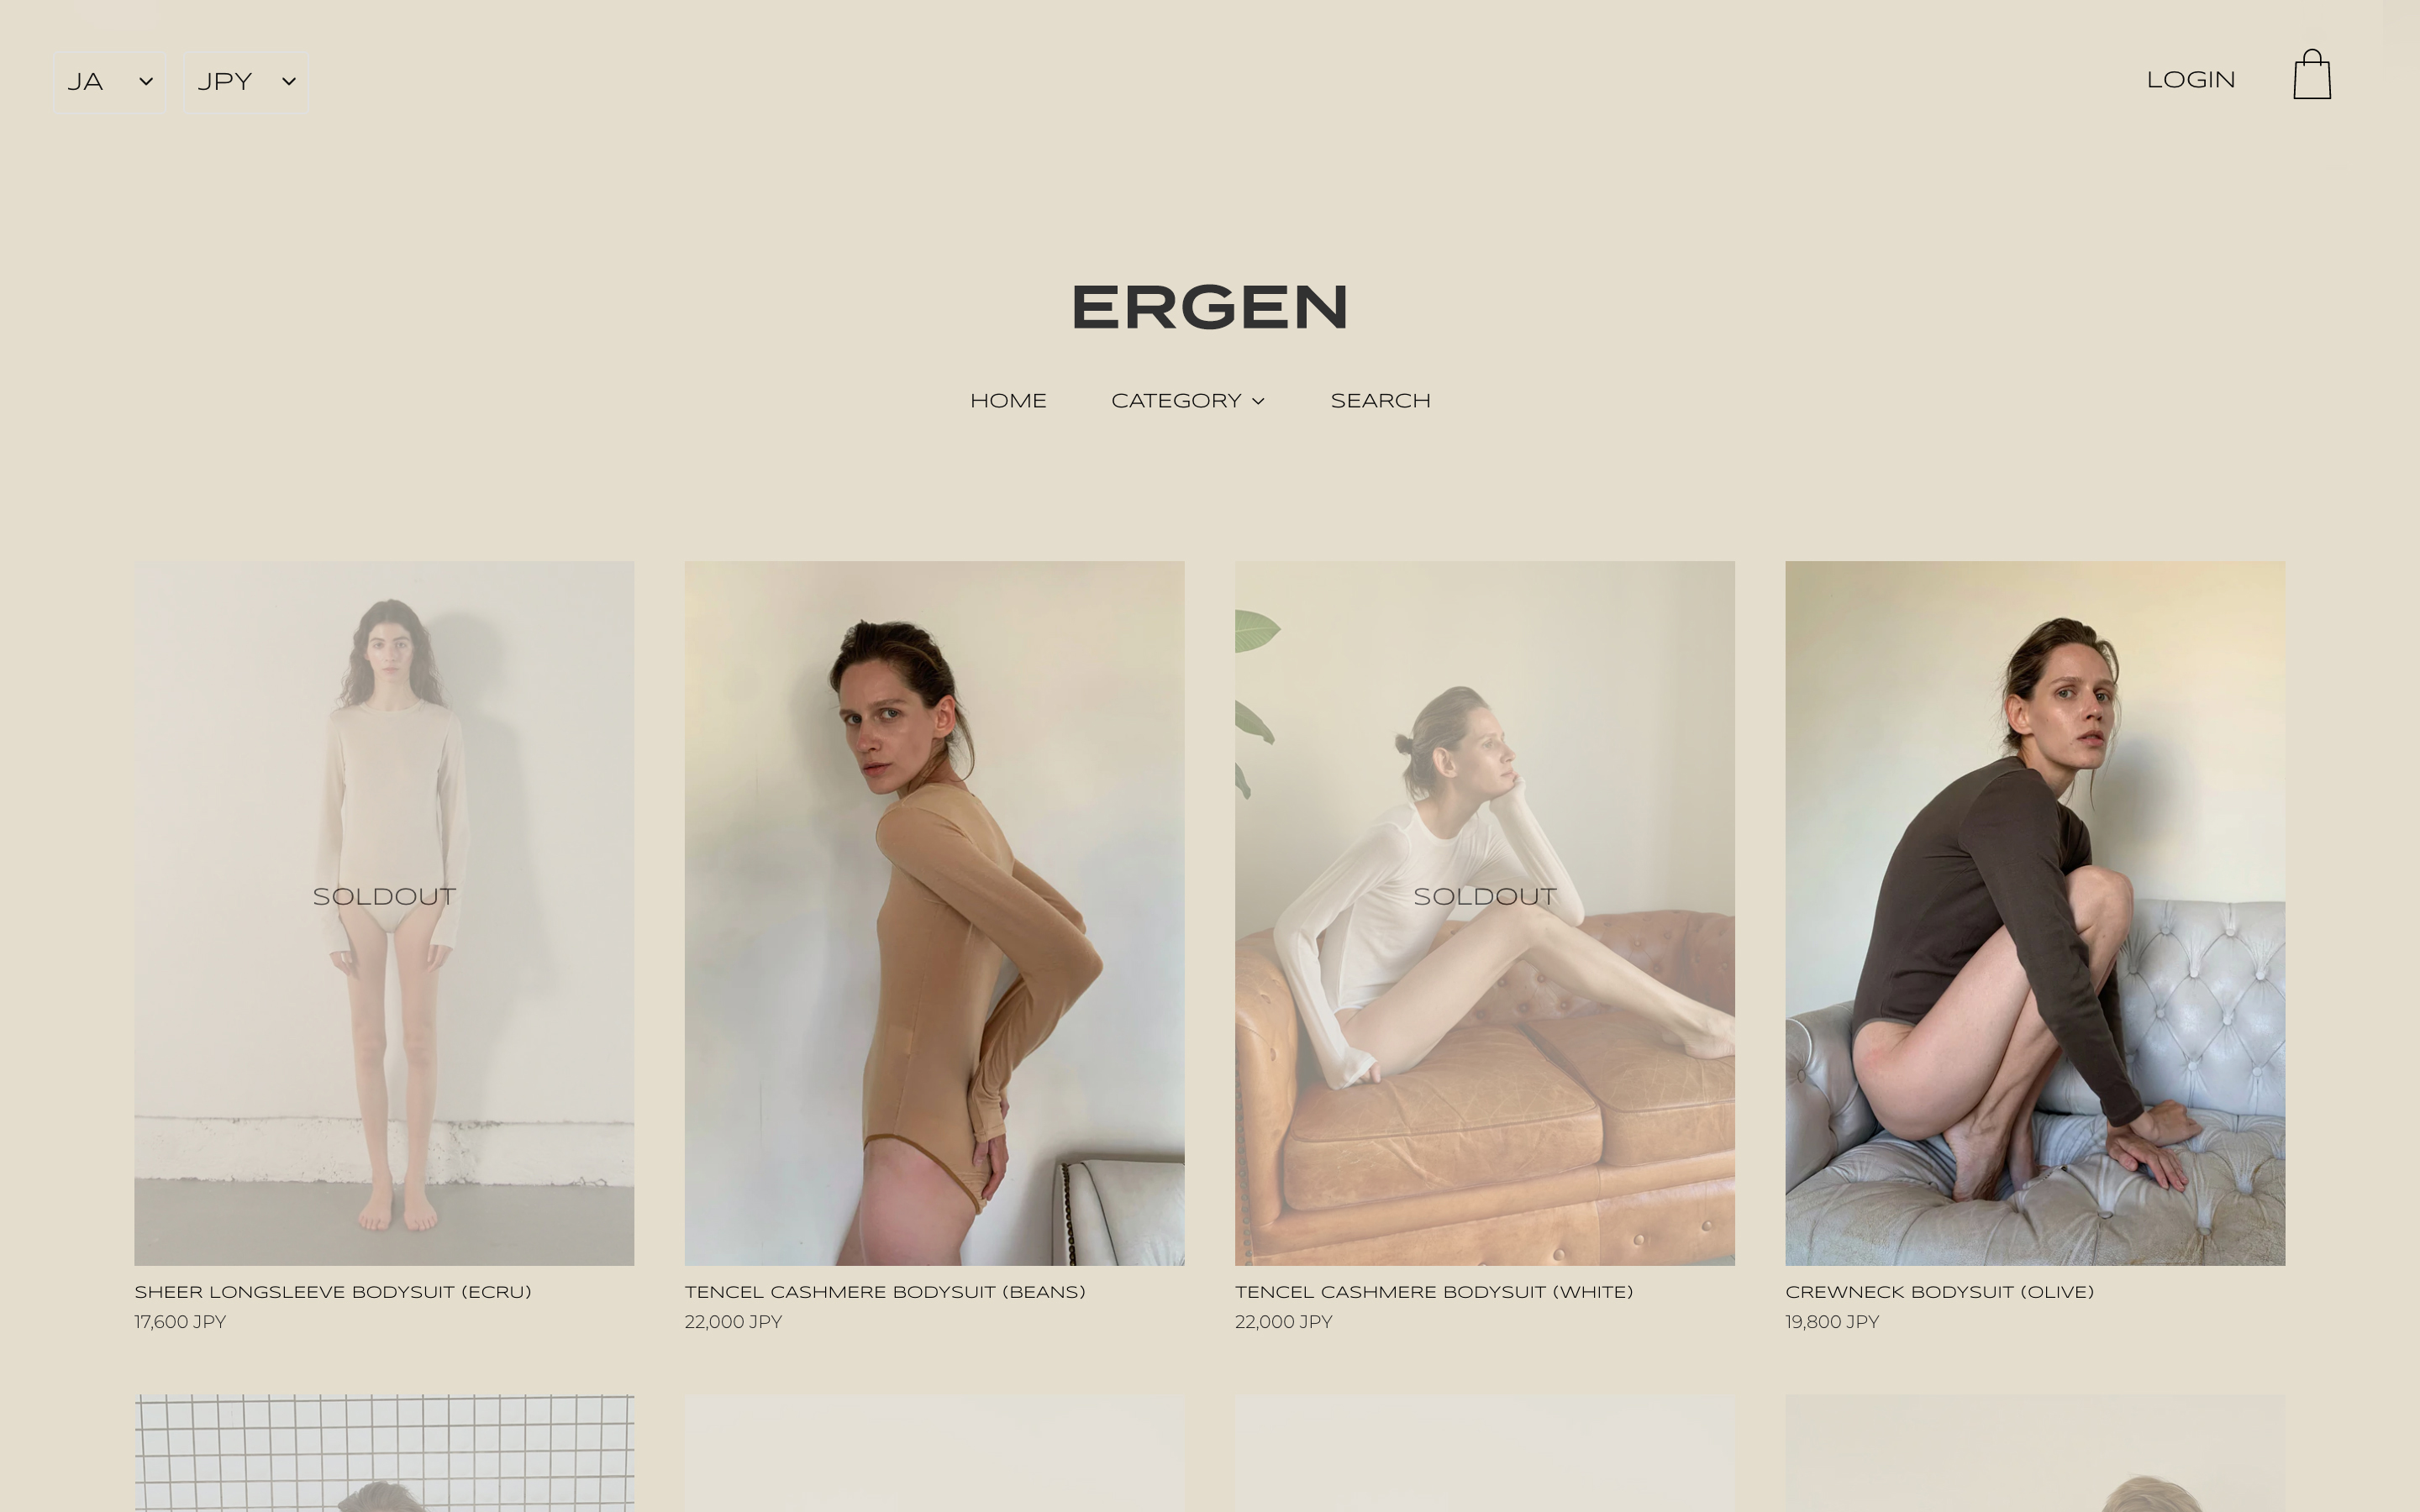 JA
JPY
LOGIN
ERGEN
HOME
CATEGORY
SEARCH
SOLDOUT
SOLDOUT
SHEER LONGSLEEVE BODYSUIT (ECRU)
17,600 JPY
TENCEL CASHMERE BODYSUIT (BEANS)
22,000 JPY
TENCEL CASHMERE BODYSUIT (WHITE)
22,000 JPY
CREWNECK BODYSUIT (OLIVE)
19,800 JPY